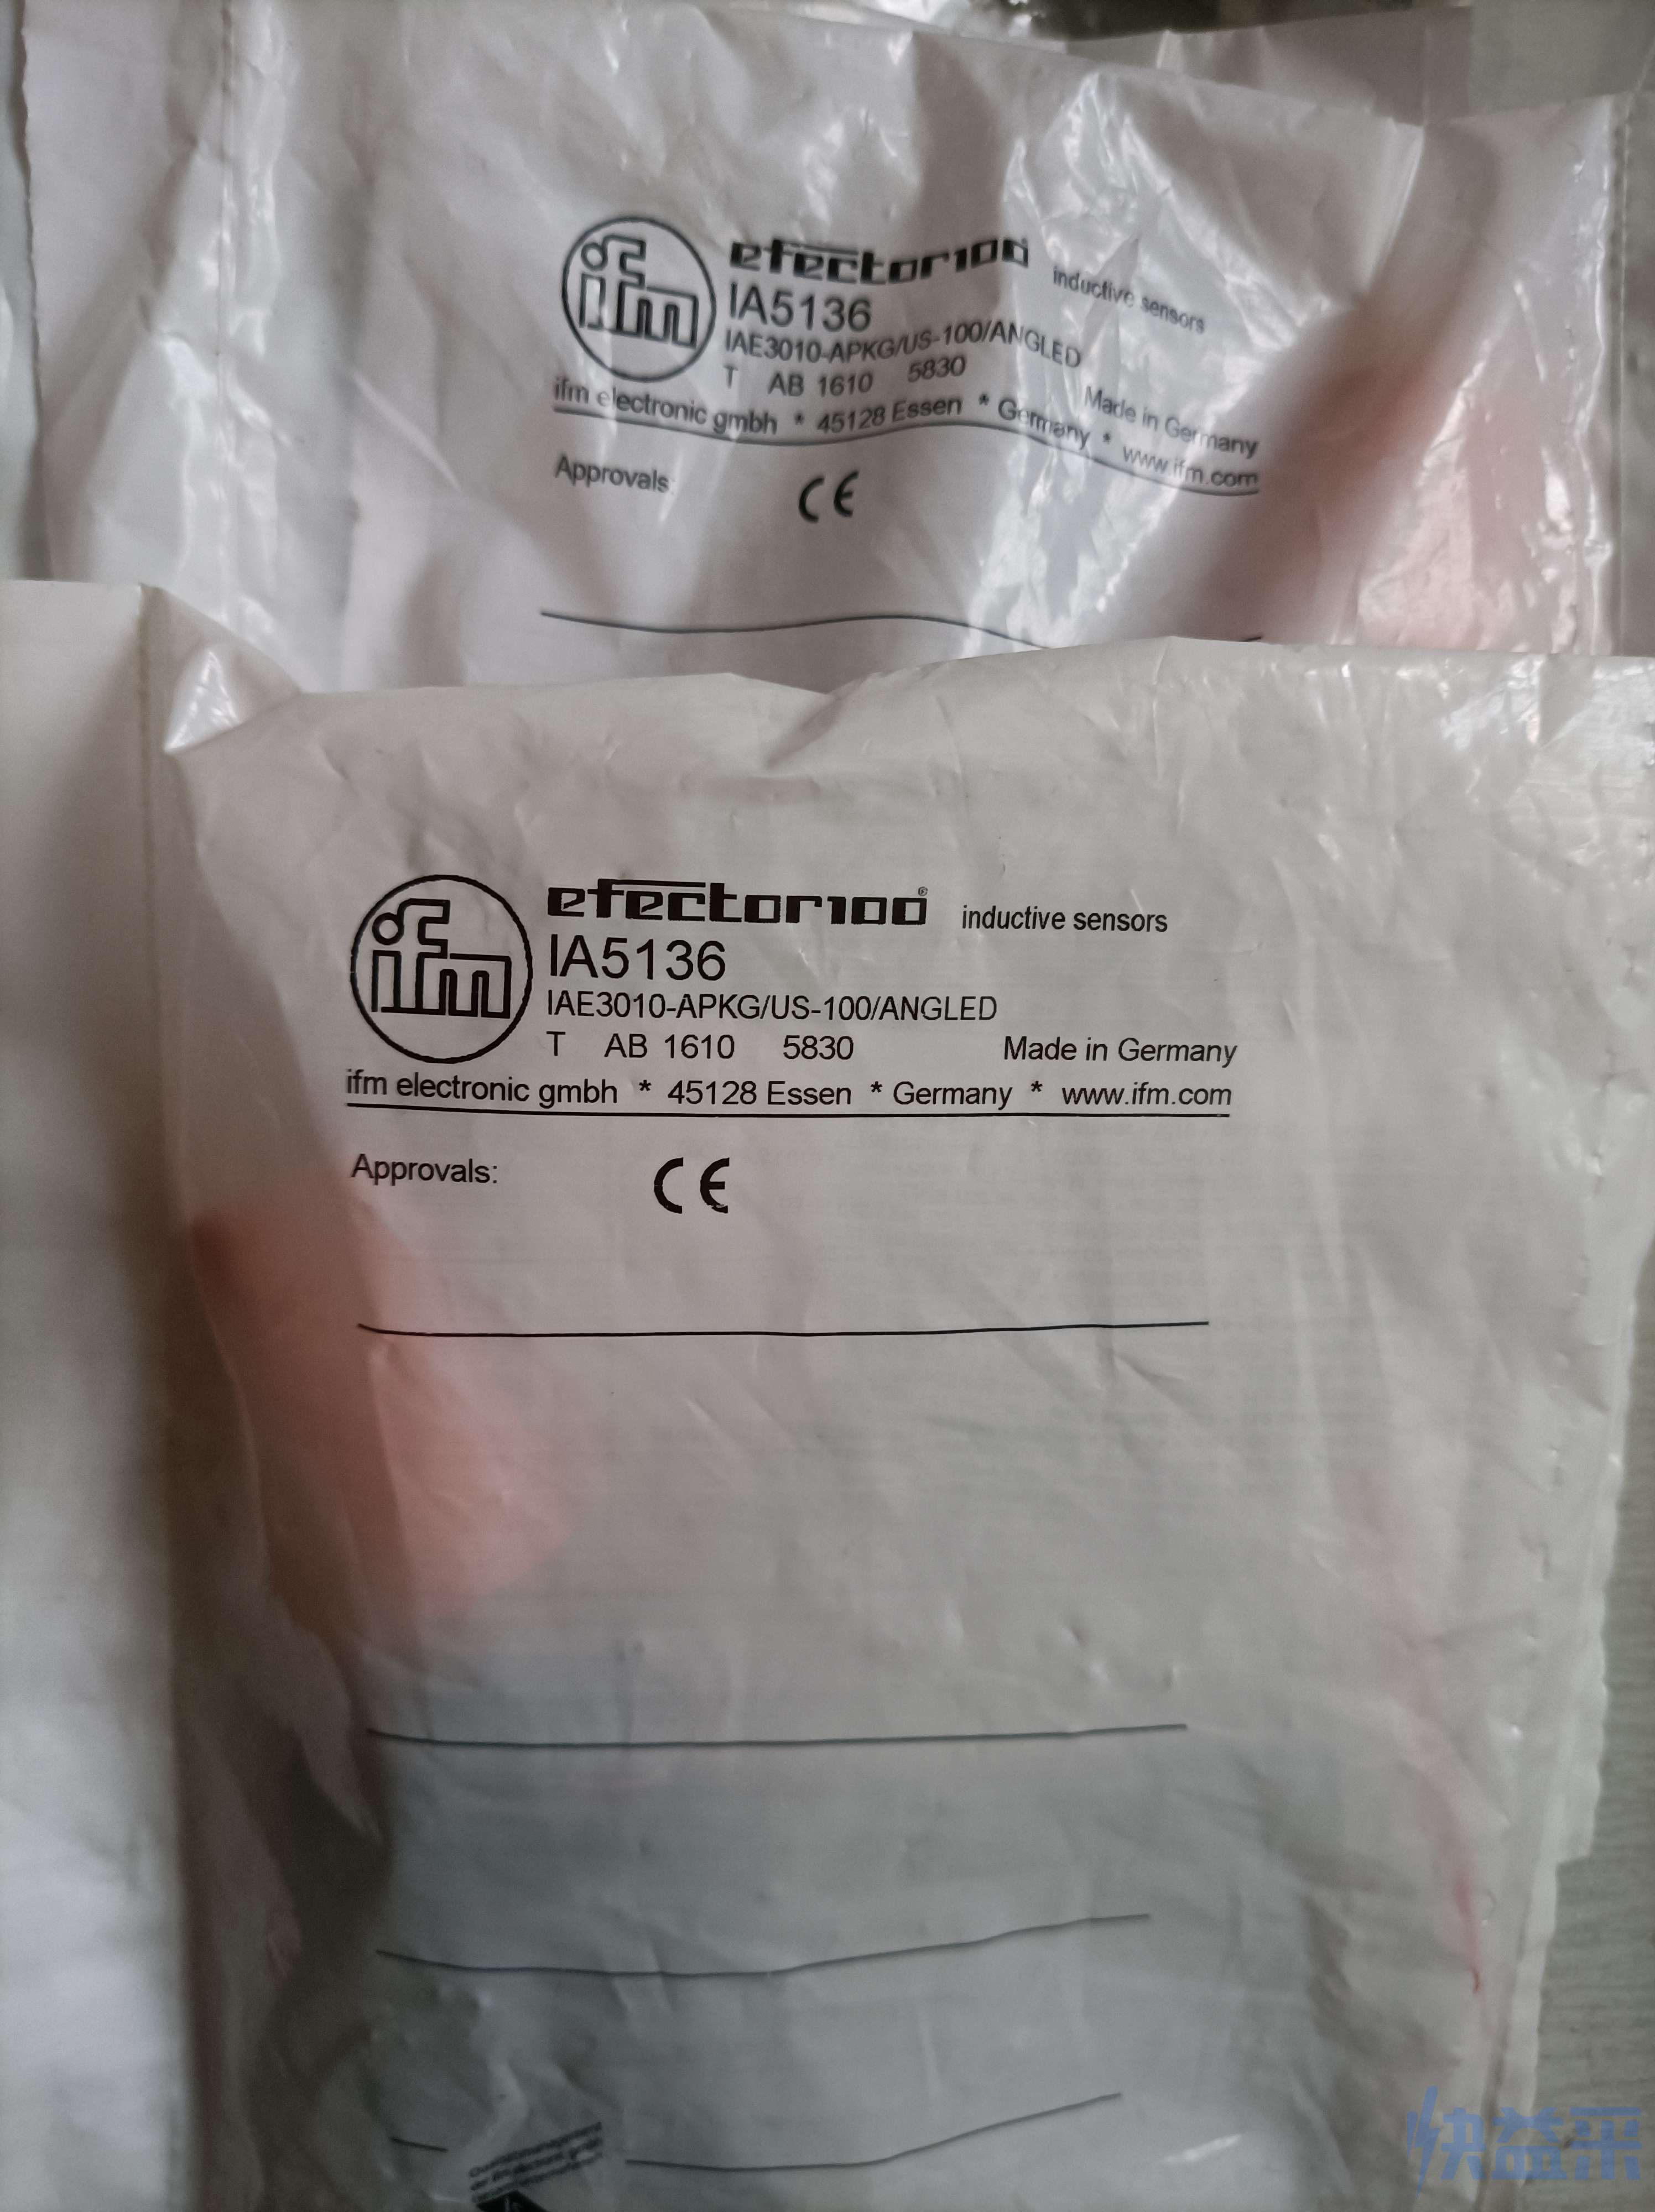 ifm
efector100
inductive sensors
IA5136
IAE3010-APKG/US-100/ANGLED
T AB 1610 5830 Made in Germany
ifm electronic gmbh * 45128 Essen * Germany * www.ifm.com
Approvals: CE
ifm
efector100® inductive sensors
IA5136
IAE3010-APKG/US-100/ANGLED
T AB 1610 5830 Made in Germany
ifm electronic gmbh * 45128 Essen * Germany * www.ifm.com
Approvals: CE
快益采